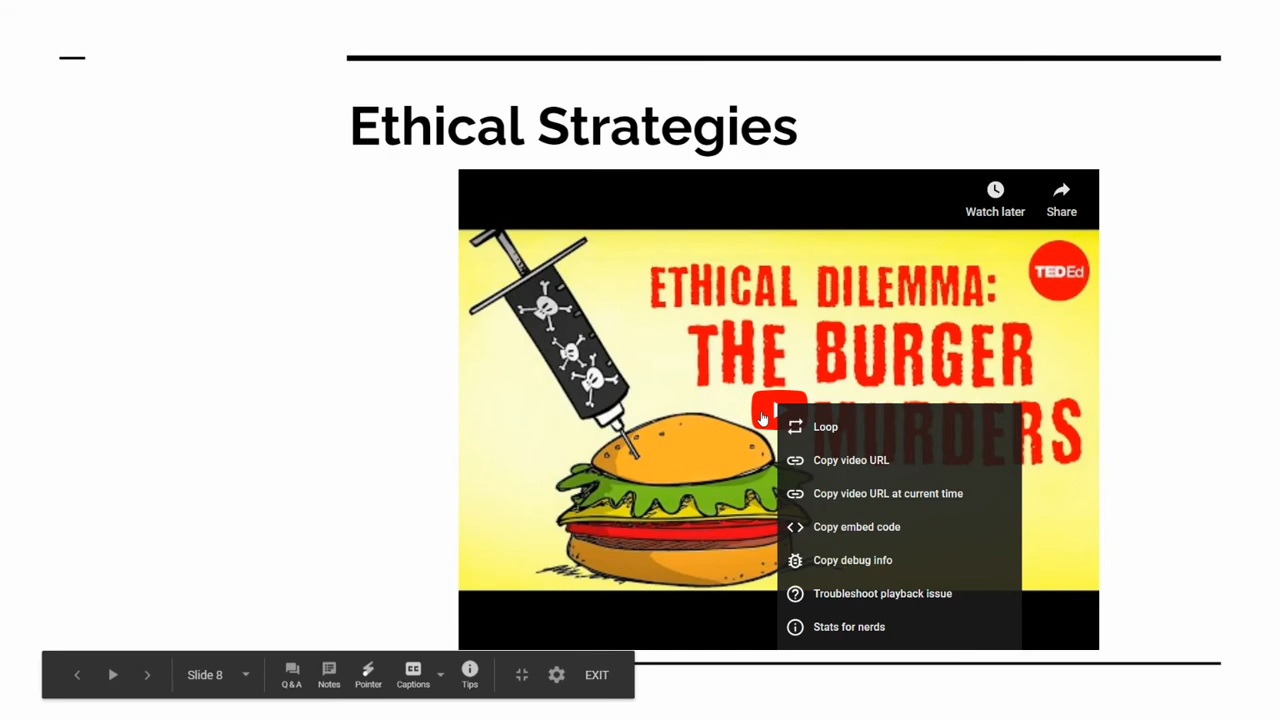 Ethical Strategies
Watch later
Share
TEDEd
ETHICAL DILEMMA:
THE BURGER
MURDERS
Loop
Copy video URL
Copy video URL at current time
Copy embed code
Copy debug info
Troubleshoot playback issue
Stats for nerds
Slide 8
Q&A
Notes
Pointer
CC
Captions
Tips
EXIT